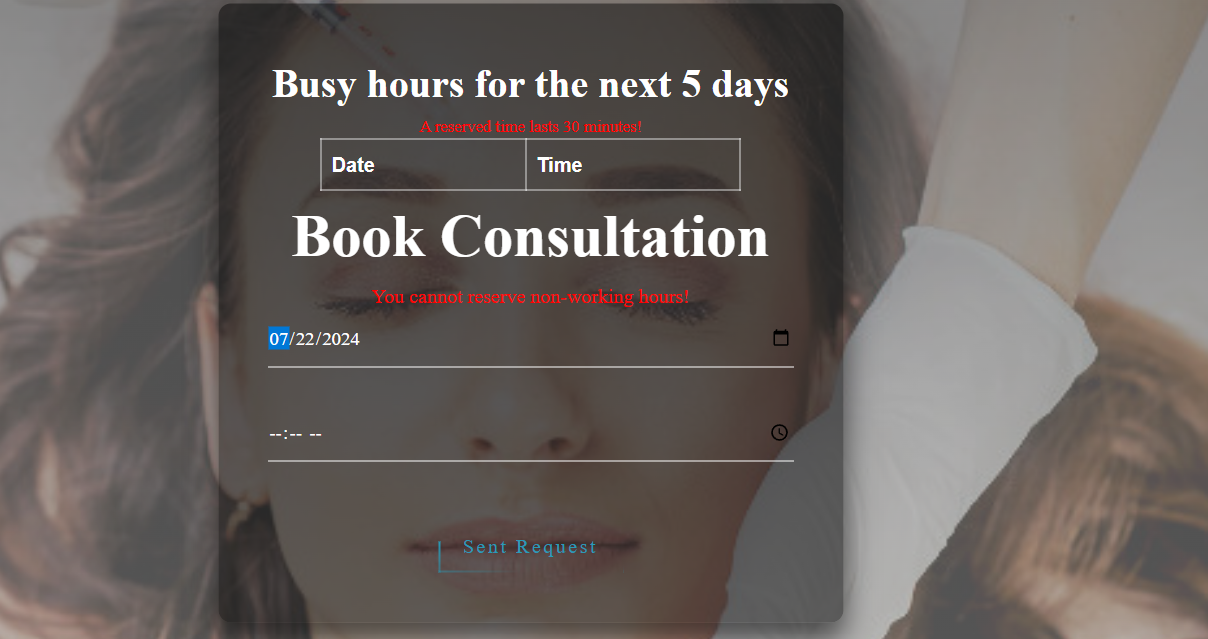 Busy hours for the next 5 days
A reserved time lasts 30 minutes!
Date Time
Book Consultation
You cannot reserve non-working hours!
07/22/2024
--:-- --
Sent Request